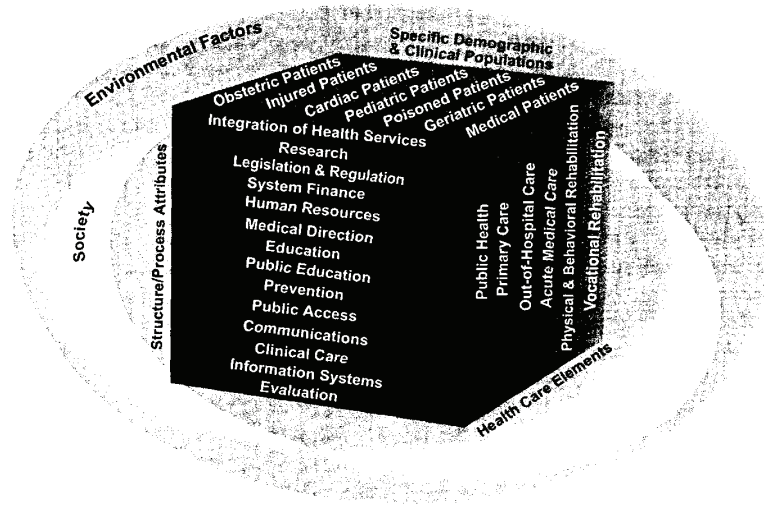 Environmental Factors
Specific Demographic
& Clinical Populations
Obstetric Patients
Injured Patients
Cardiac Patients
Pediatric Patients
Poisoned Patients
Geriatric Patients
Medical Patients
Society
Structure/Process Attributes
Integration of Health Services
Research
Legislation & Regulation
System Finance
Human Resources
Medical Direction
Education
Public Education
Prevention
Public Access
Communications
Clinical Care
Information Systems
Evaluation
Public Health
Primary Care
Out-of-Hospital Care
Acute Medical Care
Physical & Behavioral Rehabilitation
Vocational Rehabilitation
Health Care Elements